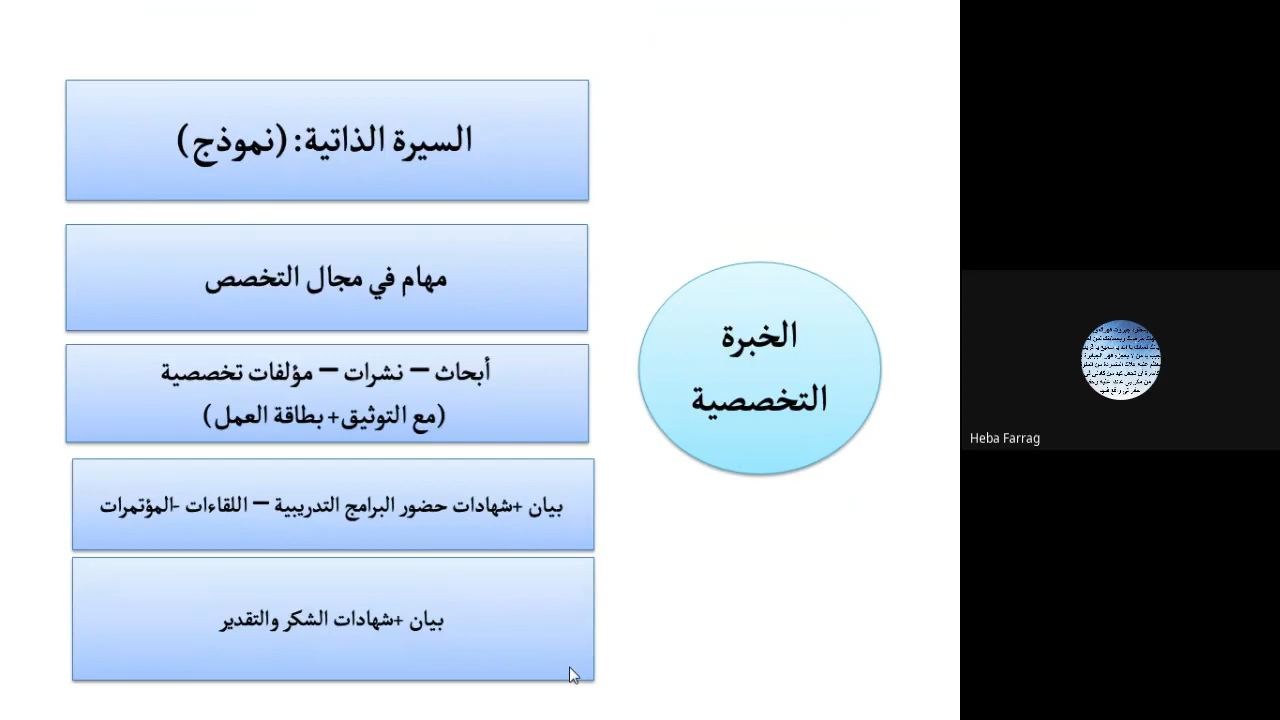 السيرة الذاتية: (نموذج)
مهام في مجال التخصص
أبحاث – نشرات – مؤلفات تخصصية
(مع التوثيق+ بطاقة العمل)
بيان +شهادات حضور البرامج التدريبية – اللقاءات -المؤتمرات
بيان +شهادات الشكر والتقدير
الخبرة
التخصصية
Heba Farrag